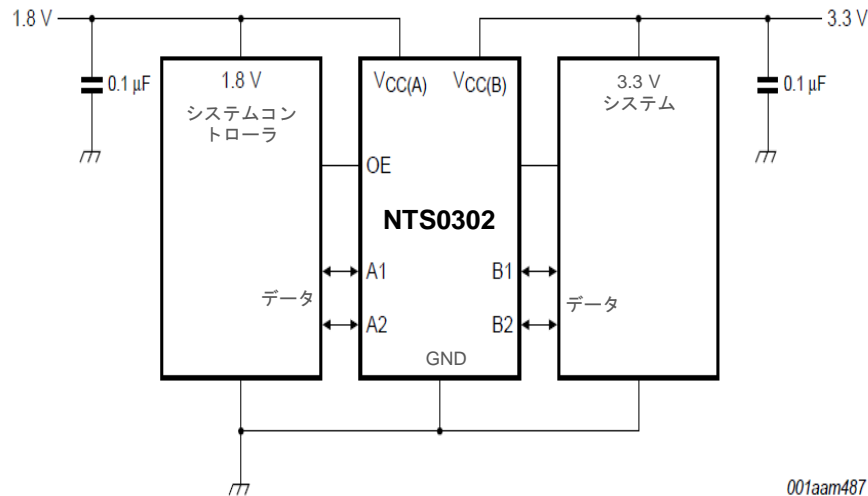 1.8 V
3.3 V
0.1 µF
1.8 V
システムコン
トローラ
VCC(A)
VCC(B)
3.3 V
システム
0.1 µF
OE
NTS0302
A1
B1
データ
データ
A2
B2
GND
001aam487